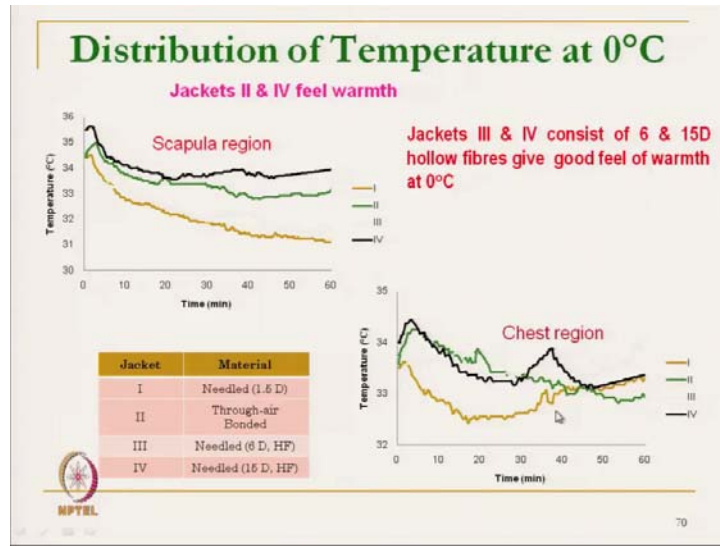 Distribution of Temperature at 0°C
Jackets II & IV feel warmth
Scapula region
36
35
34
33
32
31
30
Temperature (°C)
0 10 20 30 40 50 60
Time (min)
I
II
III
IV
Jackets III & IV consist of 6 & 15D
hollow fibres give good feel of warmth
at 0°C
Chest region
35
34
33
32
Temperature (°C)
0 10 20 30 40 50 60
Time (min)
I
II
III
IV
Jacket Material
I Needled (1.5 D)
II Through-air
Bonded
III Needled (6 D, HF)
IV Needled (15 D, HF)
NPTEL
70